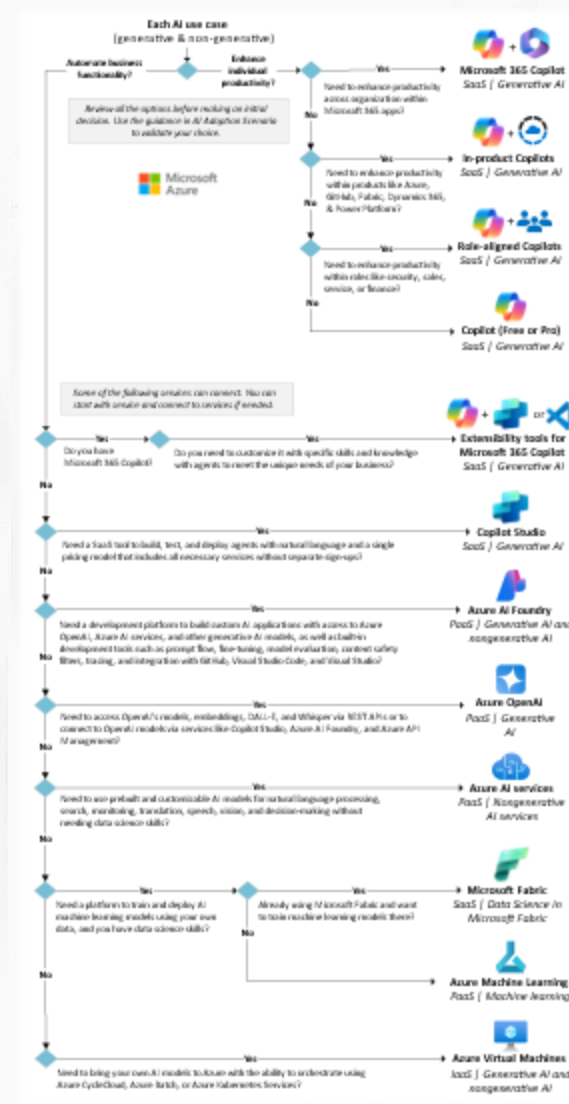 Each AI use case
(generative & non-generative)
Automate business
functionality?
Enhance
individual
productivity?
Yes
Microsoft 365 Copilot
SaaS | Generative AI
Need to enhance productivity
across organization within
Microsoft 365 apps?
Review all the options before making an initial
decision. Use the guidance in AI Adoption Scenario
to validate your choice.
No
Microsoft
Azure
Yes
In-product Copilots
SaaS | Generative AI
Need to enhance productivity
within products like Azure,
GitHub, Fabric, Dynamics 365,
& Power Platform?
No
Yes
Role-aligned Copilots
SaaS | Generative AI
Need to enhance productivity
within roles like security, sales,
service, or finance?
No
Copilot (Free or Pro)
SaaS | Generative AI
Some of the following services can connect. You can
start with service and connect to services if needed.
or
Yes
Do you have
Microsoft 365 Copilot?
Yes
Do you need to customize it with specific skills and knowledge
with agents to meet the unique needs of your business?
Extensibility tools for
Microsoft 365 Copilot
SaaS | Generative AI
No
Yes
Need a SaaS tool to build, test, and deploy agents with natural language and a single
pricing model that includes all necessary services without separate sign-ups?
Copilot Studio
SaaS | Generative AI
No
Yes
Need a development platform to build custom AI applications with access to Azure
OpenAI, Azure AI services, and other generative AI models, as well as built-in
development tools such as prompt flow, fine-tuning, model evaluation, content safety
filters, tracing, and integration with GitHub, Visual Studio Code, and Visual Studio?
Azure AI Foundry
PaaS | Generative AI and
nongenerative AI
No
Yes
Need to access OpenAI's models, embeddings, DALL-E, and Whisper via REST APIs or to
connect to OpenAI models via services like Copilot Studio, Azure AI Foundry, and Azure API
Management?
Azure OpenAI
PaaS | Generative
AI
No
Yes
Need to use prebuilt and customizable AI models for natural language processing,
search, monitoring, translation, speech, vision, and decision-making without
needing data science skills?
Azure AI services
PaaS | Nongenerative
AI services
No
Yes
Need a platform to train and deploy AI
machine learning models using your own
data, and you have data science skills?
Yes
Already using Microsoft Fabric and want
to train machine learning models there?
Microsoft Fabric
SaaS | Data Science in
Microsoft Fabric
No
Azure Machine Learning
PaaS | Machine learning
No
Yes
Need to bring your own AI models to Azure with the ability to orchestrate using
Azure CycleCloud, Azure Batch, or Azure Kubernetes Services?
Azure Virtual Machines
IaaS | Generative AI and
nongenerative AI